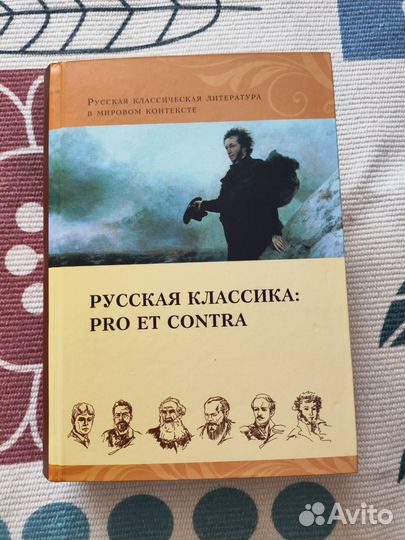 Русская классическая литература
в мировом контексте
РУССКАЯ КЛАССИКА:
PRO ET CONTRA
Avito